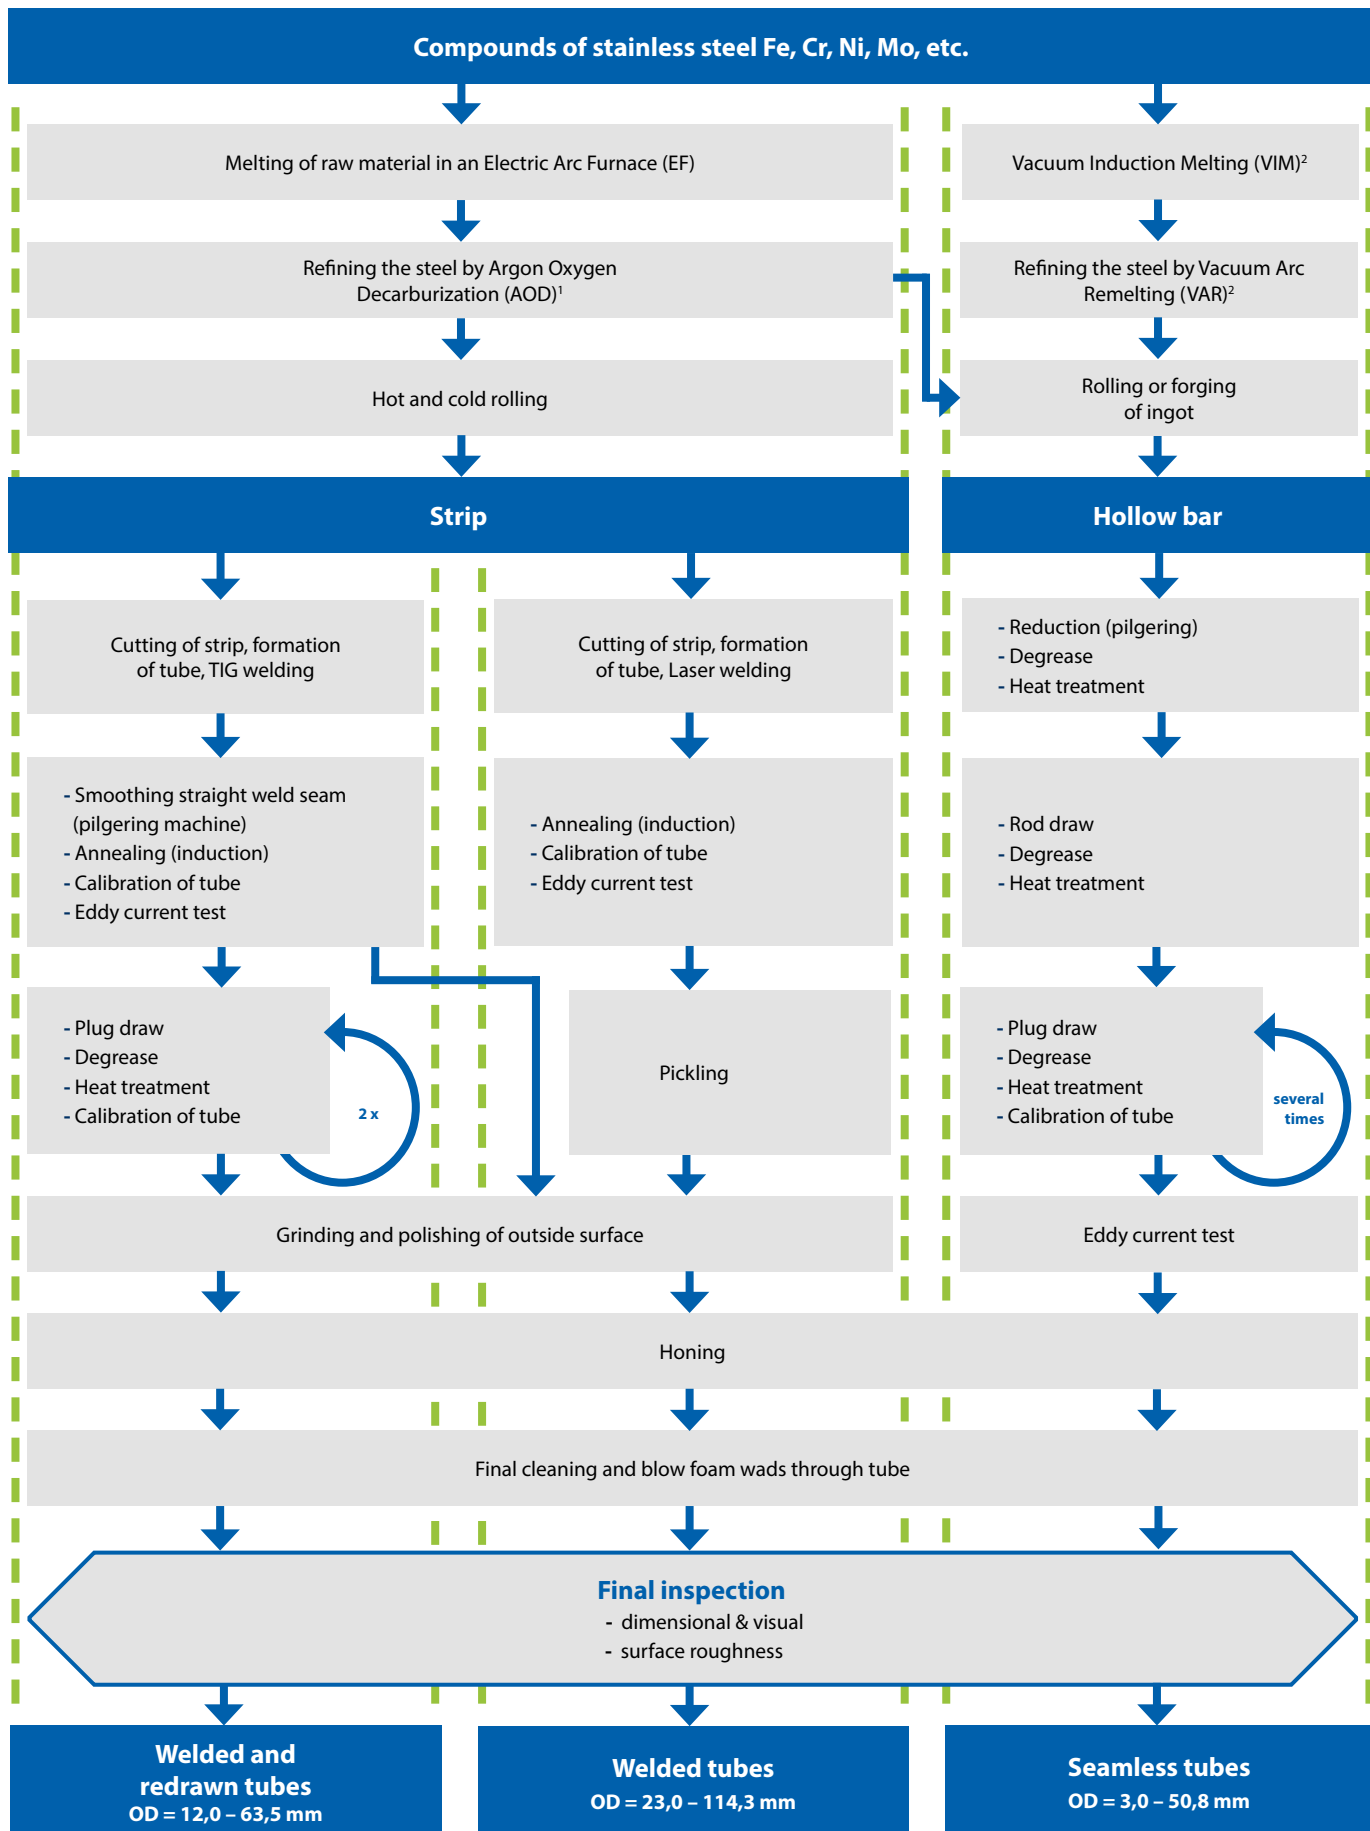 Compounds of stainless steel Fe, Cr, Ni, Mo, etc.
Melting of raw material in an Electric Arc Furnace (EF)
Vacuum Induction Melting (VIM)²
Refining the steel by Argon Oxygen
Decarburization (AOD)¹
Refining the steel by Vacuum Arc
Remelting (VAR)²
Hot and cold rolling
Rolling or forging
of ingot
Strip
Hollow bar
Cutting of strip, formation
of tube, TIG welding
Cutting of strip, formation
of tube, Laser welding
- Reduction (pilgering)
- Degrease
- Heat treatment
- Smoothing straight weld seam
(pilgering machine)
- Annealing (induction)
- Calibration of tube
- Eddy current test
- Annealing (induction)
- Calibration of tube
- Eddy current test
- Rod draw
- Degrease
- Heat treatment
- Plug draw
- Degrease
- Heat treatment
- Calibration of tube
2 x
Pickling
- Plug draw
- Degrease
- Heat treatment
- Calibration of tube
several
times
Grinding and polishing of outside surface
Eddy current test
Honing
Final cleaning and blow foam wads through tube
Final inspection
- dimensional & visual
- surface roughness
Welded and
redrawn tubes
OD = 12,0 – 63,5 mm
Welded tubes
OD = 23,0 – 114,3 mm
Seamless tubes
OD = 3,0 – 50,8 mm